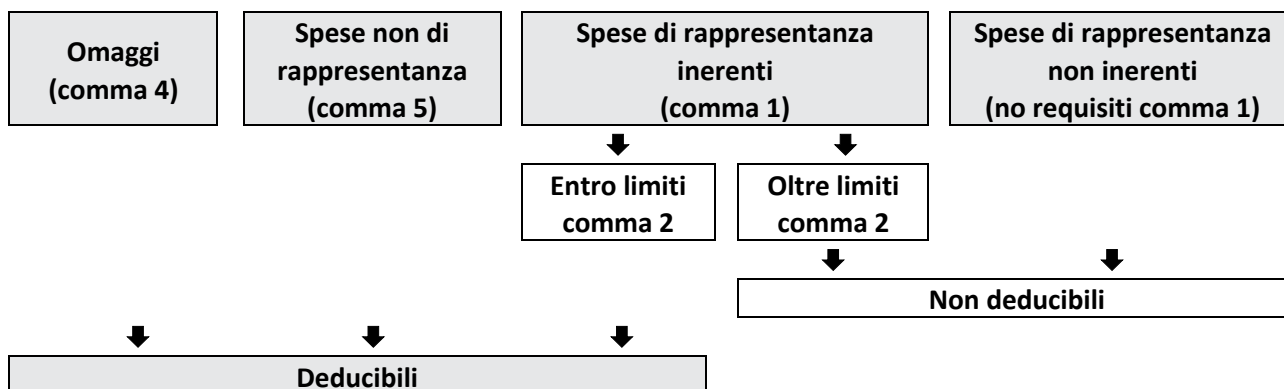 Omaggi
(comma 4)
Spese non di
rappresentanza
(comma 5)
Spese di rappresentanza
inerenti
(comma 1)
Spese di rappresentanza
non inerenti
(no requisiti comma 1)
Entro limiti
comma 2
Oltre limiti
comma 2
Non deducibili
Deducibili